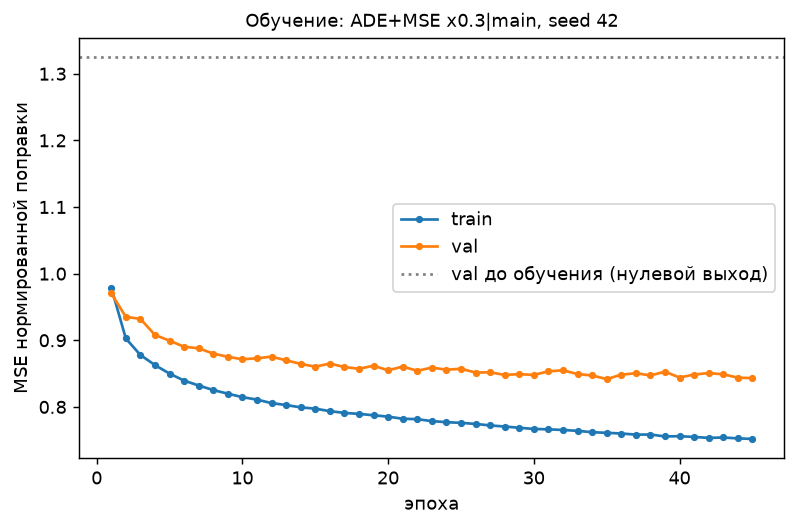 Обучение: ADE+MSE x0.3|main, seed 42
MSE нормированной поправки
1.3
1.2
1.1
1.0
0.9
0.8
train
val
val до обучения (нулевой выход)
0 10 20 30 40
эпоха